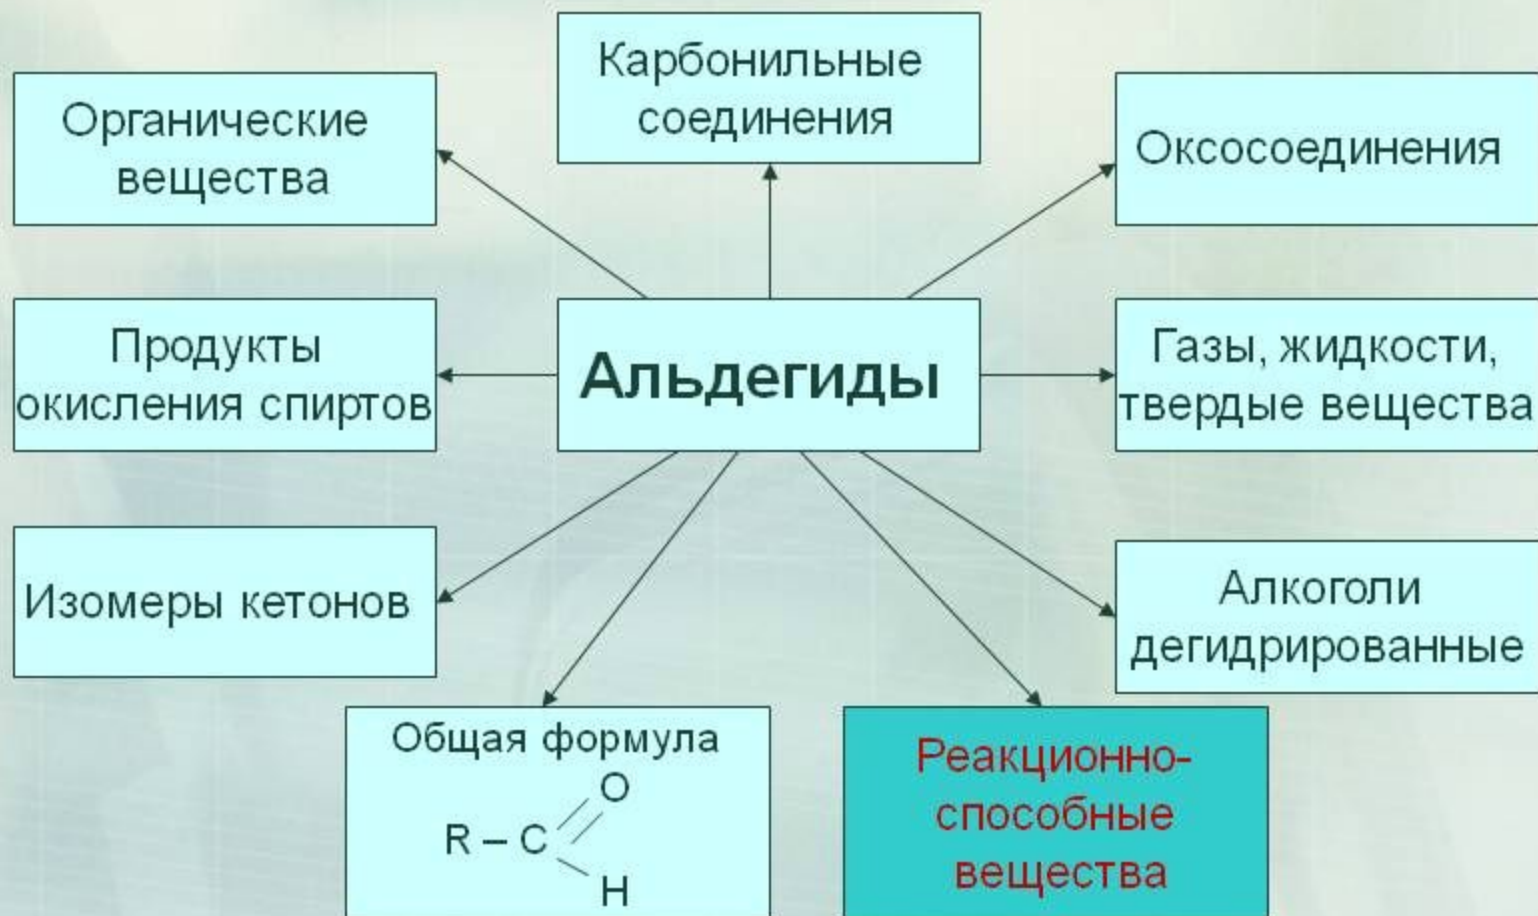 Карбонильные
соединения
Органические
вещества
Оксосоединения
Продукты
окисления спиртов
Альдегиды
Газы, жидкости,
твердые вещества
Изомеры кетонов
Алкоголи
дегидрированные
Общая формула
O
R – C
H
Реакционно-
способные
вещества